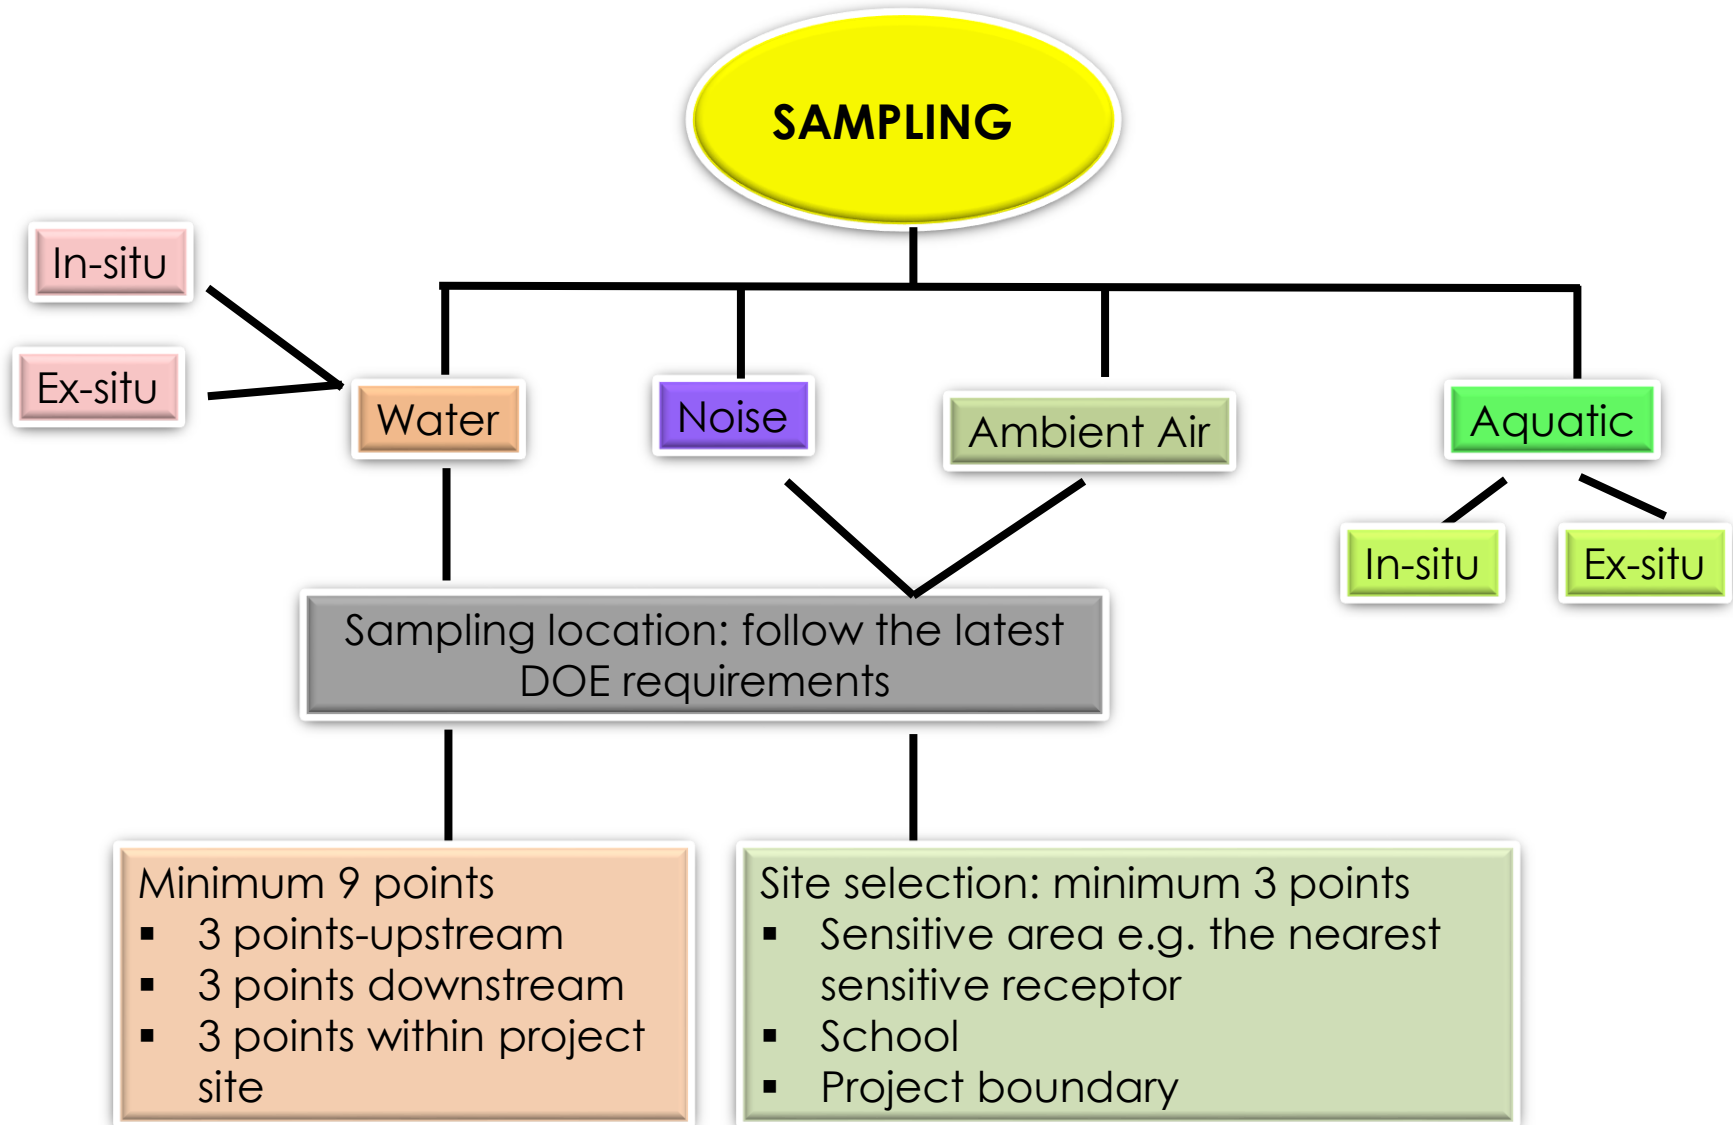 SAMPLING
In-situ
Ex-situ
Water
Noise
Ambient Air
Aquatic
In-situ
Ex-situ
Sampling location: follow the latest
DOE requirements
Minimum 9 points
▪ 3 points-upstream
▪ 3 points downstream
▪ 3 points within project
site
Site selection: minimum 3 points
▪ Sensitive area e.g. the nearest
sensitive receptor
▪ School
▪ Project boundary